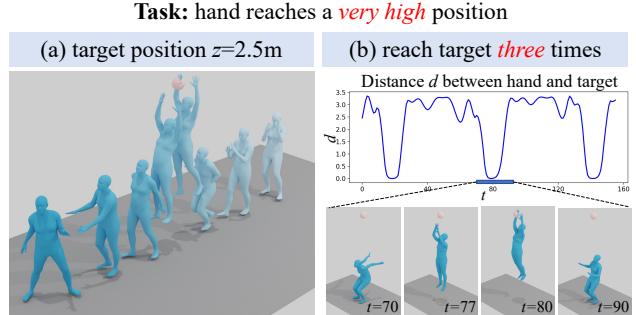 Task: hand reaches a very high position
(a) target position z=2.5m
(b) reach target three times
Distance d between hand and target
3.5
3.0
2.5
2.0
1.5
1.0
0.5
0.0
d
0 40 80 120 160
t
t=70 t=77 t=80 t=90